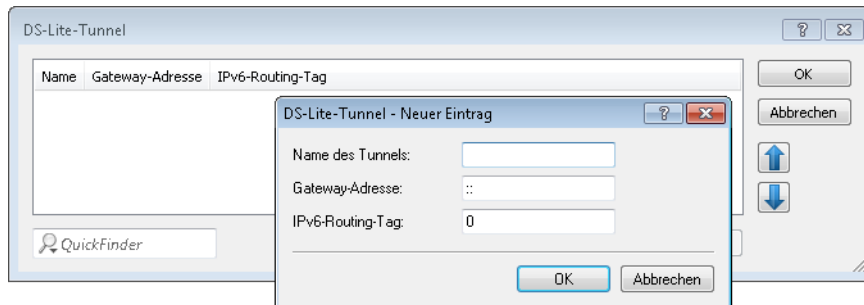 DS-Lite-Tunnel
Name Gateway-Adresse IPv6-Routing-Tag
OK
Abbrechen
DS-Lite-Tunnel - Neuer Eintrag
Name des Tunnels:
Gateway-Adresse: ::
IPv6-Routing-Tag: 0
OK Abbrechen
QuickFinder